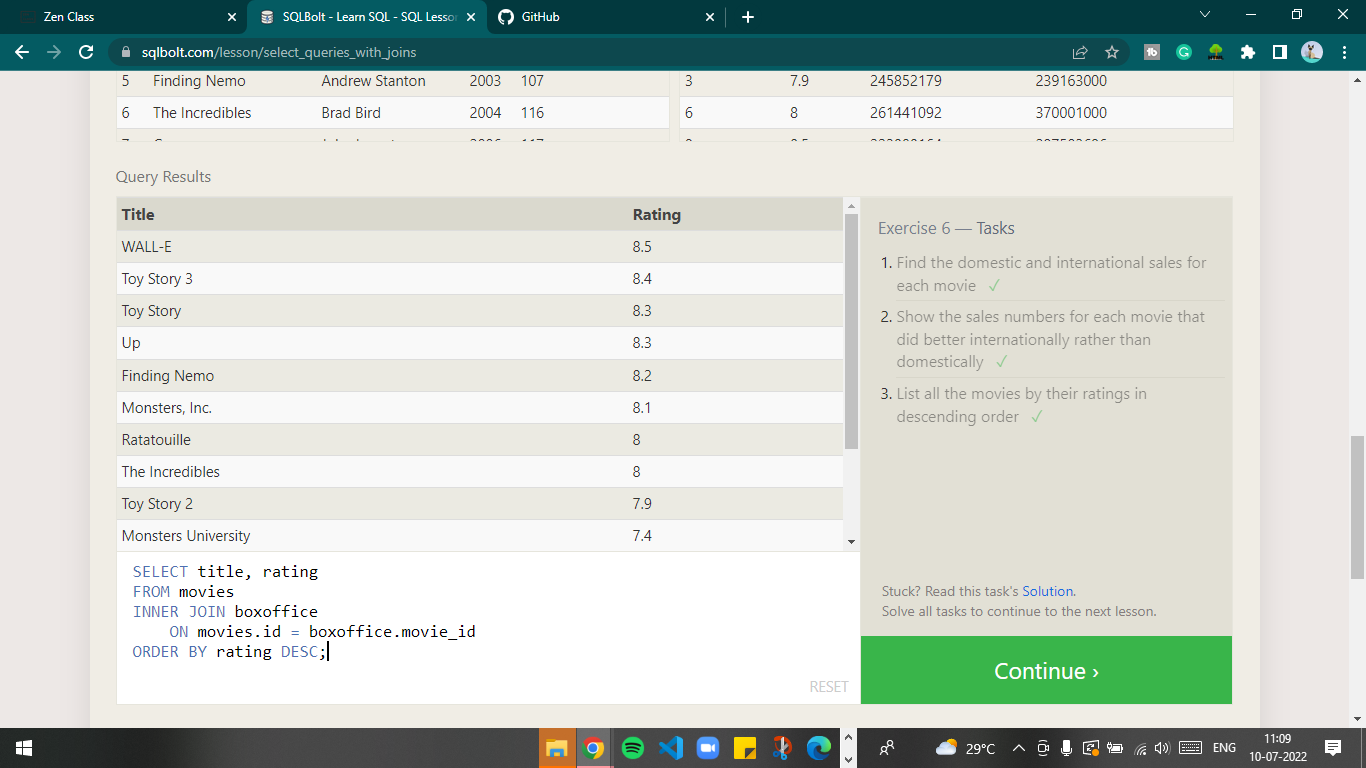 Zen Class
SQLBolt - Learn SQL - SQL Lesson
GitHub
sqlbolt.com/lesson/select_queries_with_joins
5 Finding Nemo Andrew Stanton 2003 107
3 7.9 245852179 239163000
6 The Incredibles Brad Bird 2004 116
6 8 261441092 370001000
Query Results
Title Rating
WALL-E 8.5
Toy Story 3 8.4
Toy Story 8.3
Up 8.3
Finding Nemo 8.2
Monsters, Inc. 8.1
Ratatouille 8
The Incredibles 8
Toy Story 2 7.9
Monsters University 7.4
SELECT title, rating
FROM movies
INNER JOIN boxoffice
ON movies.id = boxoffice.movie_id
ORDER BY rating DESC;
RESET
Exercise 6 — Tasks
1. Find the domestic and international sales for
each movie ✓
2. Show the sales numbers for each movie that
did better internationally rather than
domestically ✓
3. List all the movies by their ratings in
descending order ✓
Stuck? Read this task's Solution.
Solve all tasks to continue to the next lesson.
Continue ›
29°C
ENG
11:09
10-07-2022